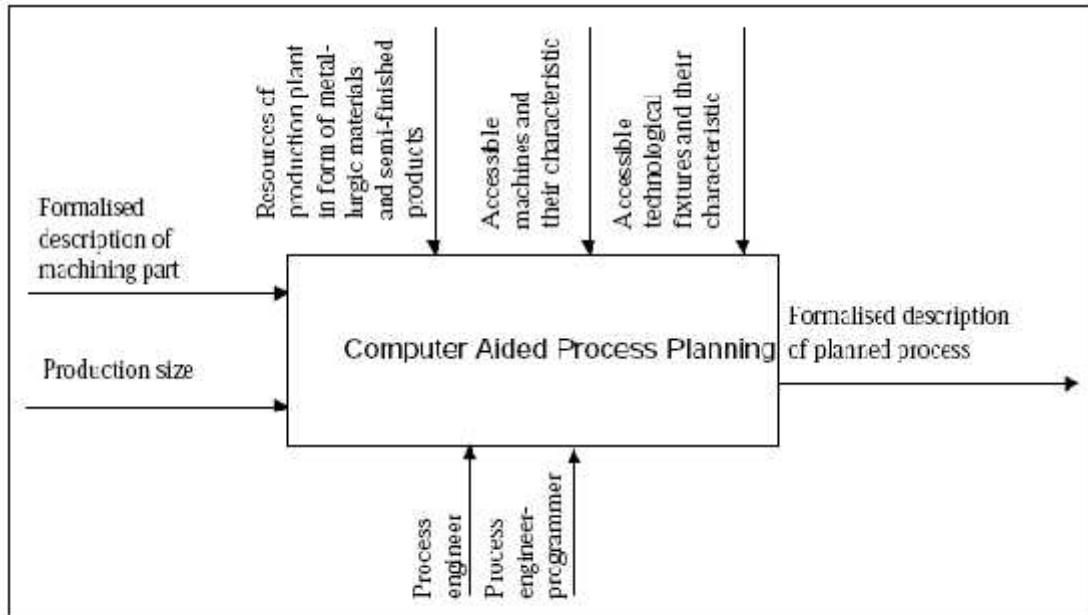 Resources of
production plant
in form of metal-
lurgic materials
and semi-finished
products
Accessible
machines and
their characteristic
Accessible
technological
fixtures and their
characteristic
Formalised
description of
machining part
Production size
Computer Aided Process Planning
Formalised description
of planned process
Process
engineer
Process
engineer-
programmer